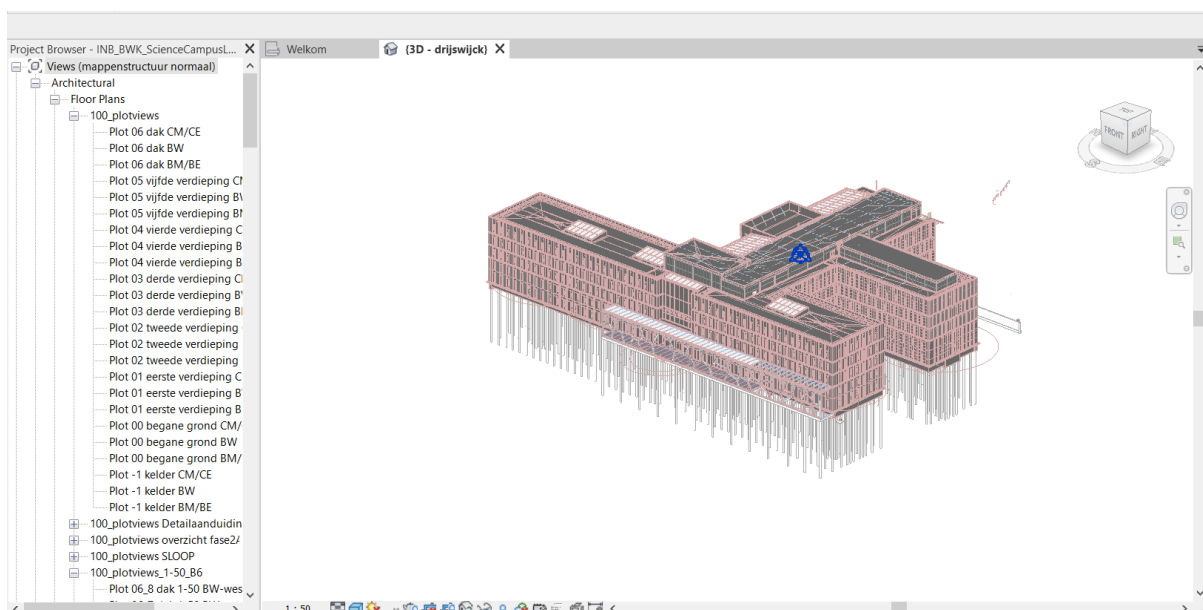 Project Browser - INB_BWK_ScienceCampusL...
Welkom
(3D - drijswijck)
Views (mappenstructuur normaal)
Architectural
Floor Plans
100_plotviews
Plot 06 dak CM/CE
Plot 06 dak BW
Plot 06 dak BM/BE
Plot 05 vijfde verdieping
Plot 05 vijfde verdieping
Plot 05 vijfde verdieping
Plot 04 vierde verdieping C
Plot 04 vierde verdieping B
Plot 04 vierde verdieping B
Plot 03 derde verdieping
Plot 03 derde verdieping
Plot 03 derde verdieping
Plot 02 tweede verdieping
Plot 02 tweede verdieping
Plot 02 tweede verdieping
Plot 01 eerste verdieping C
Plot 01 eerste verdieping B
Plot 01 eerste verdieping B
Plot 00 begane grond CM/
Plot 00 begane grond BW
Plot 00 begane grond BM/
Plot -1 kelder CM/CE
Plot -1 kelder BW
Plot -1 kelder BM/BE
100_plotviews Detailaanduidin
100_plotviews overzicht fase2/
100_plotviews SLOOP
100_plotviews_1-50_B6
Plot 06_8 dak 1-50 BW-wes
TOP
FRONT
RIGHT
1 : 50